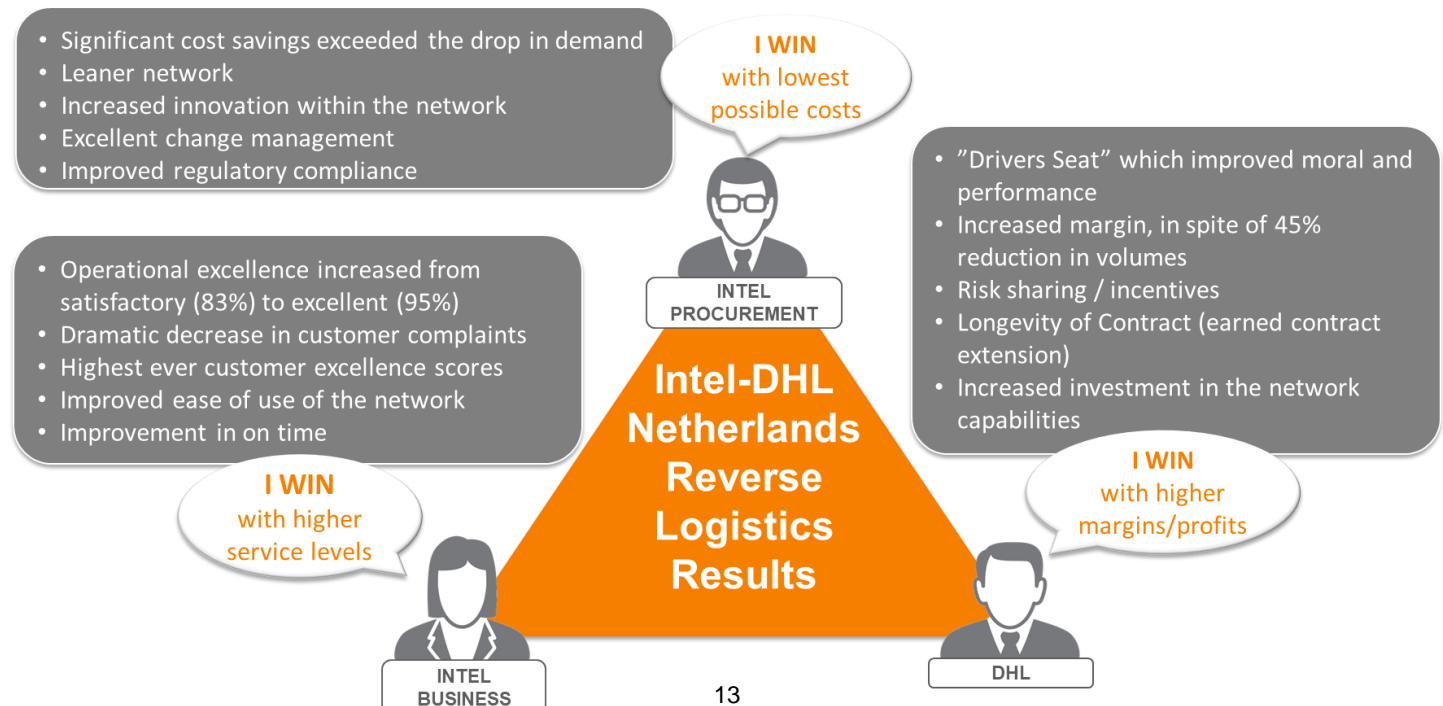 • Significant cost savings exceeded the drop in demand
• Leaner network
• Increased innovation within the network
• Excellent change management
• Improved regulatory compliance
I WIN
with lowest
possible costs
INTEL
PROCUREMENT
• Operational excellence increased from
satisfactory (83%) to excellent (95%)
• Dramatic decrease in customer complaints
• Highest ever customer excellence scores
• Improved ease of use of the network
• Improvement in on time
I WIN
with higher
service levels
INTEL
BUSINESS
Intel-DHL
Netherlands
Reverse
Logistics
Results
• ”Drivers Seat” which improved moral and
performance
• Increased margin, in spite of 45%
reduction in volumes
• Risk sharing / incentives
• Longevity of Contract (earned contract
extension)
• Increased investment in the network
capabilities
I WIN
with higher
margins/profits
DHL
13